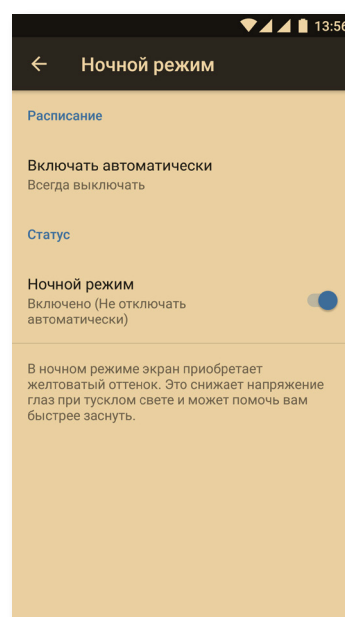 13:56
Ночной режим
Расписание
Включать автоматически
Всегда выключать
Статус
Ночной режим
Включено (Не отключать
автоматически)
В ночном режиме экран приобретает
желтоватый оттенок. Это снижает напряжение
глаз при тусклом свете и может помочь вам
быстрее заснуть.